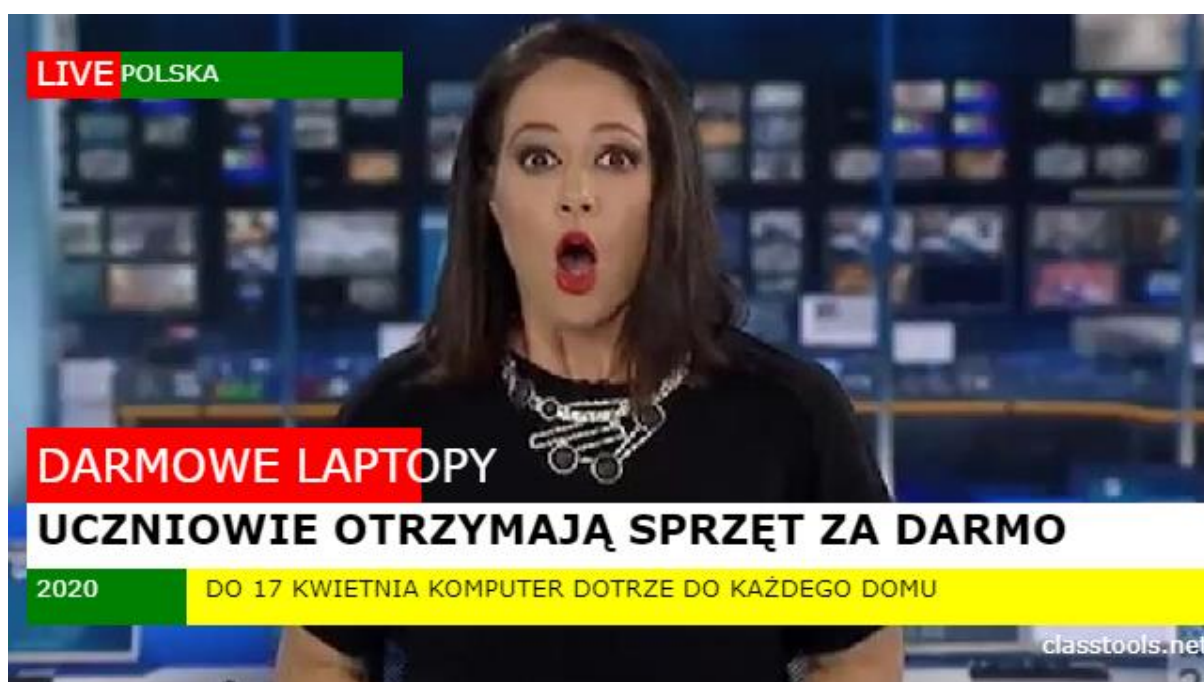 LIVE POLSKA
DARMOWE LAPTOPY
UCZNIOWIE OTRZYMAJĄ SPRZĘT ZA DARMO
2020 DO 17 KWIETNIA KOMPUTER DOTRZE DO KAŻDEGO DOMU
classtools.net